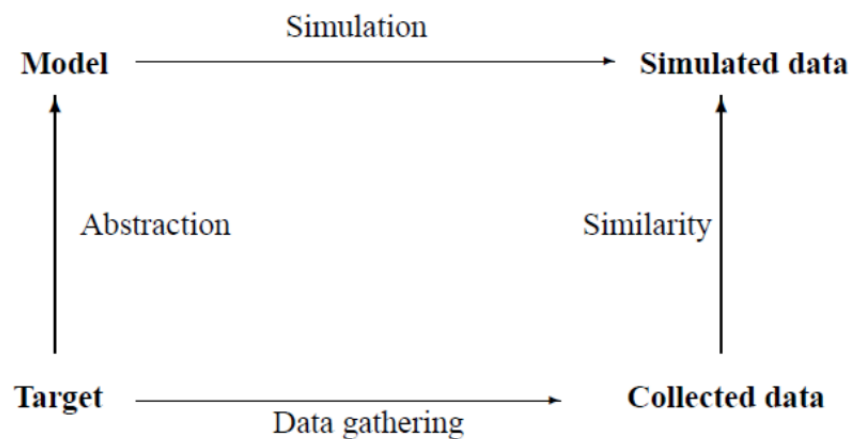 Simulation
Model
Simulated data
Abstraction
Similarity
Target
Collected data
Data gathering